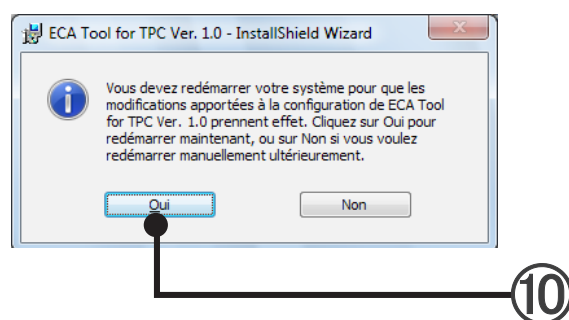 ECA Tool for TPC Ver. 1.0 - InstallShield Wizard
Vous devez redémarrer votre système pour que les
modifications apportées à la configuration de ECA Tool
for TPC Ver. 1.0 prennent effet. Cliquez sur Oui pour
redémarrer maintenant, ou sur Non si vous voulez
redémarrer manuellement ultérieurement.
Oui Non
⑩